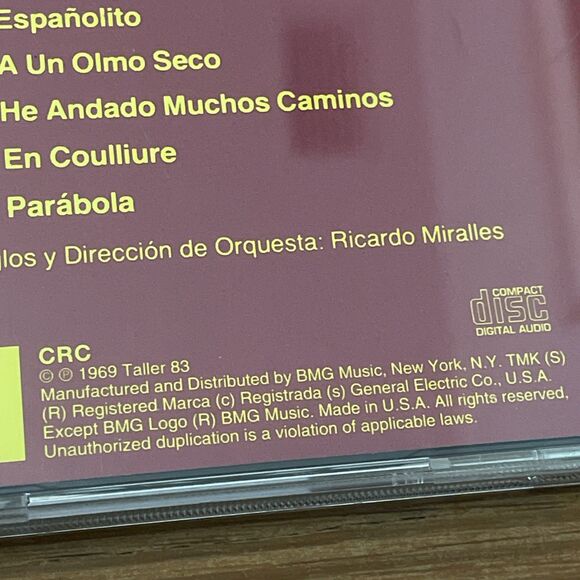 Españolito
A Un Olmo Seco
He Andado Muchos Caminos
En Coulliure
Parábola
glos y Dirección de Orquesta: Ricardo Miralles
COMPACT
disc
DIGITAL AUDIO
CRC
© ℗ 1969 Taller 83
Manufactured and Distributed by BMG Music, New York, N.Y. TMK (S)
(R) Registered Marca (c) Registrada (s) General Electric Co., U.S.A.
Except BMG Logo (R) BMG Music. Made in U.S.A. All rights reserved,
Unauthorized duplication is a violation of applicable laws.